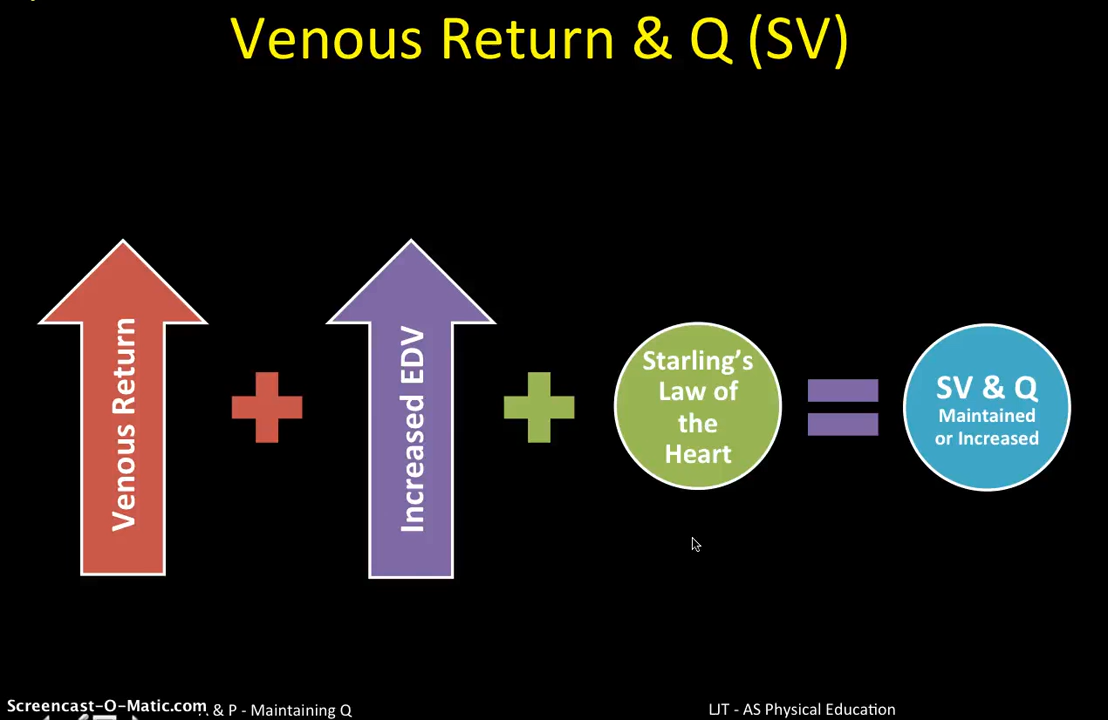 Venous Return & Q (SV)
Venous Return
Increased EDV
Starling's
Law of
the
Heart
SV & Q
Maintained
or Increased
Screencast-O-Matic.com
& P - Maintaining Q
LJT - AS Physical Education